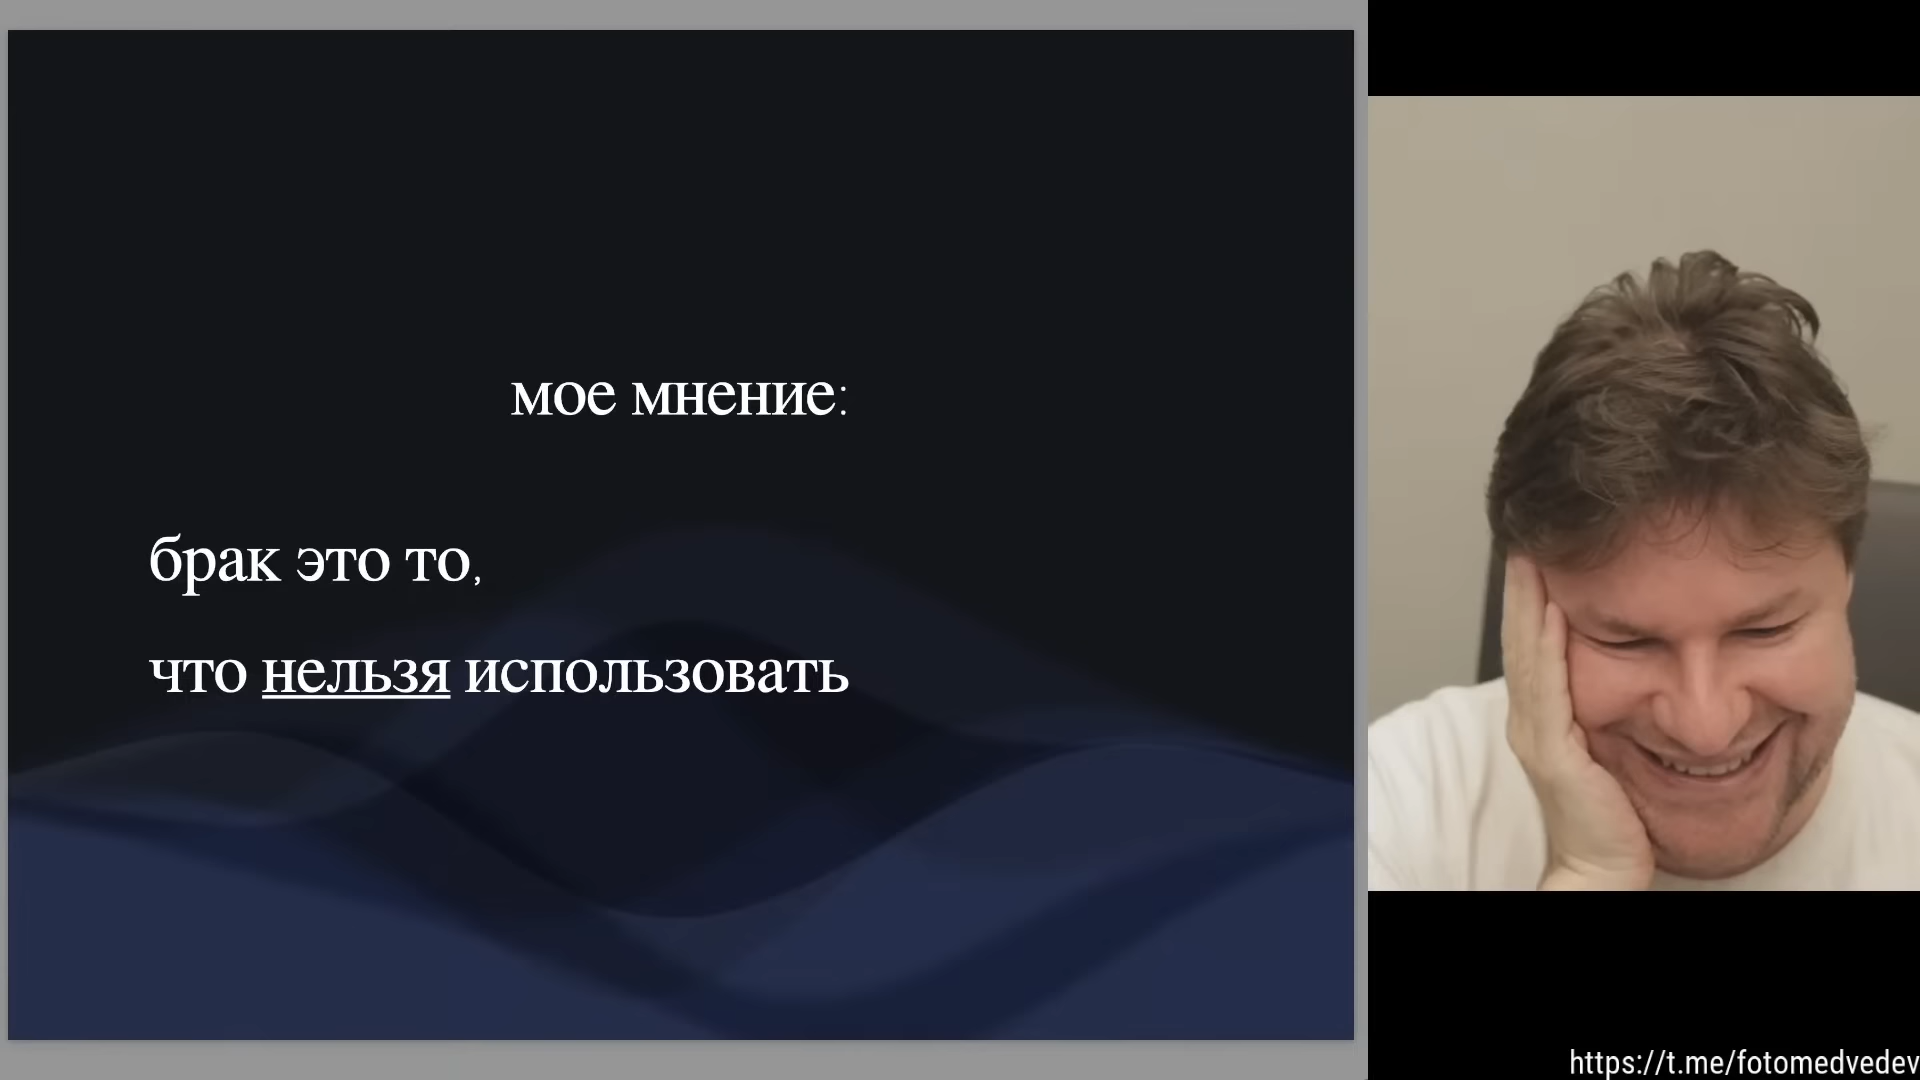 мое мнение:
брак это то,
что нельзя использовать
https://t.me/fotomedvedev